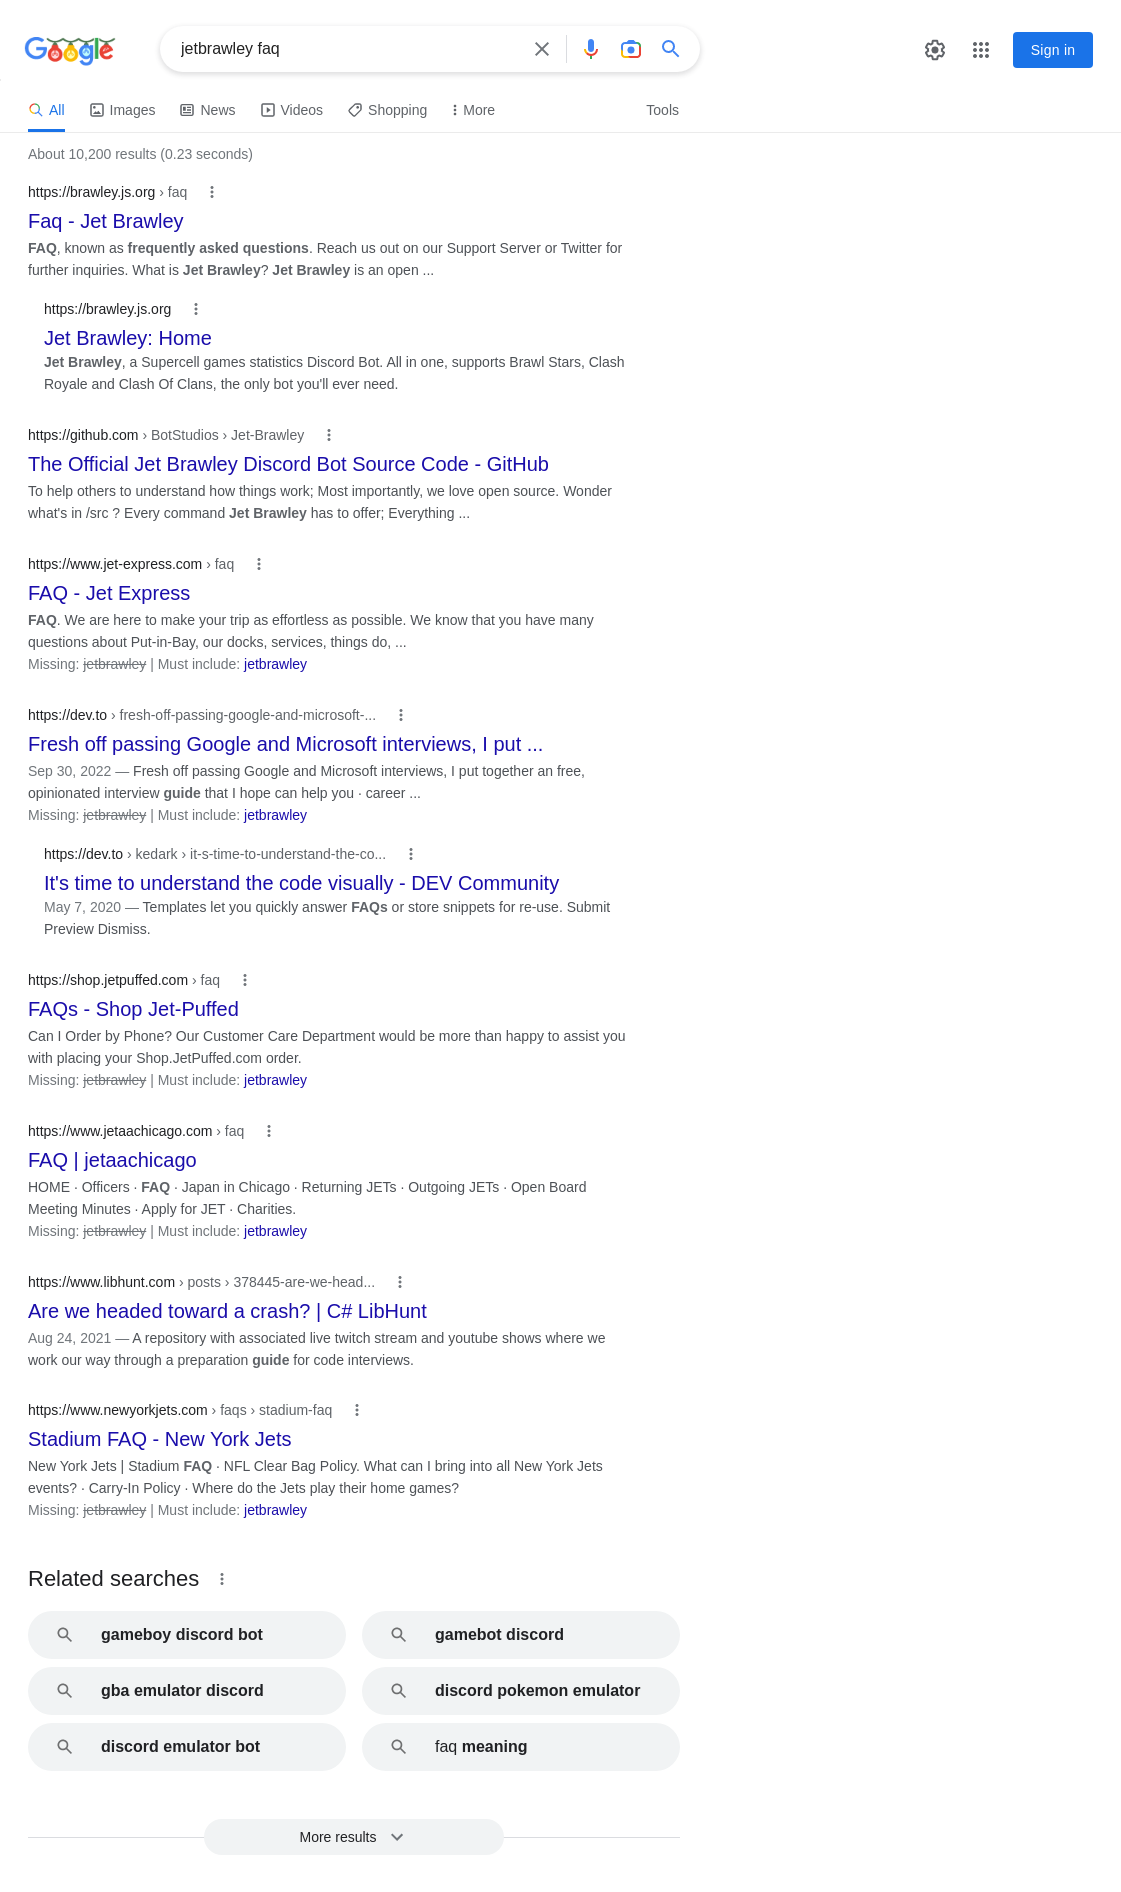 Google
jetbrawley faq
Sign in
All
Images
News
Videos
Shopping
More
Tools
About 10,200 results (0.23 seconds)
https://brawley.js.org › faq
Faq - Jet Brawley
FAQ, known as frequently asked questions. Reach us out on our Support Server or Twitter for
further inquiries. What is Jet Brawley? Jet Brawley is an open ...
https://brawley.js.org
Jet Brawley: Home
Jet Brawley, a Supercell games statistics Discord Bot. All in one, supports Brawl Stars, Clash
Royale and Clash Of Clans, the only bot you'll ever need.
https://github.com › BotStudios › Jet-Brawley
The Official Jet Brawley Discord Bot Source Code - GitHub
To help others to understand how things work; Most importantly, we love open source. Wonder
what's in /src ? Every command Jet Brawley has to offer; Everything ...
https://www.jet-express.com › faq
FAQ - Jet Express
FAQ. We are here to make your trip as effortless as possible. We know that you have many
questions about Put-in-Bay, our docks, services, things do, ...
Missing: jetbrawley | Must include: jetbrawley
https://dev.to › fresh-off-passing-google-and-microsoft-...
Fresh off passing Google and Microsoft interviews, I put ...
Sep 30, 2022 — Fresh off passing Google and Microsoft interviews, I put together an free,
opinionated interview guide that I hope can help you · career ...
Missing: jetbrawley | Must include: jetbrawley
https://dev.to › kedark › it-s-time-to-understand-the-co...
It's time to understand the code visually - DEV Community
May 7, 2020 — Templates let you quickly answer FAQs or store snippets for re-use. Submit
Preview Dismiss.
https://shop.jetpuffed.com › faq
FAQs - Shop Jet-Puffed
Can I Order by Phone? Our Customer Care Department would be more than happy to assist you
with placing your Shop.JetPuffed.com order.
Missing: jetbrawley | Must include: jetbrawley
https://www.jetaachicago.com › faq
FAQ | jetaachicago
HOME · Officers · FAQ · Japan in Chicago · Returning JETs · Outgoing JETs · Open Board
Meeting Minutes · Apply for JET · Charities.
Missing: jetbrawley | Must include: jetbrawley
https://www.libhunt.com › posts › 378445-are-we-head...
Are we headed toward a crash? | C# LibHunt
Aug 24, 2021 — A repository with associated live twitch stream and youtube shows where we
work our way through a preparation guide for code interviews.
https://www.newyorkjets.com › faqs › stadium-faq
Stadium FAQ - New York Jets
New York Jets | Stadium FAQ · NFL Clear Bag Policy. What can I bring into all New York Jets
events? · Carry-In Policy · Where do the Jets play their home games?
Missing: jetbrawley | Must include: jetbrawley
Related searches
gameboy discord bot
gamebot discord
gba emulator discord
discord pokemon emulator
discord emulator bot
faq meaning
More results